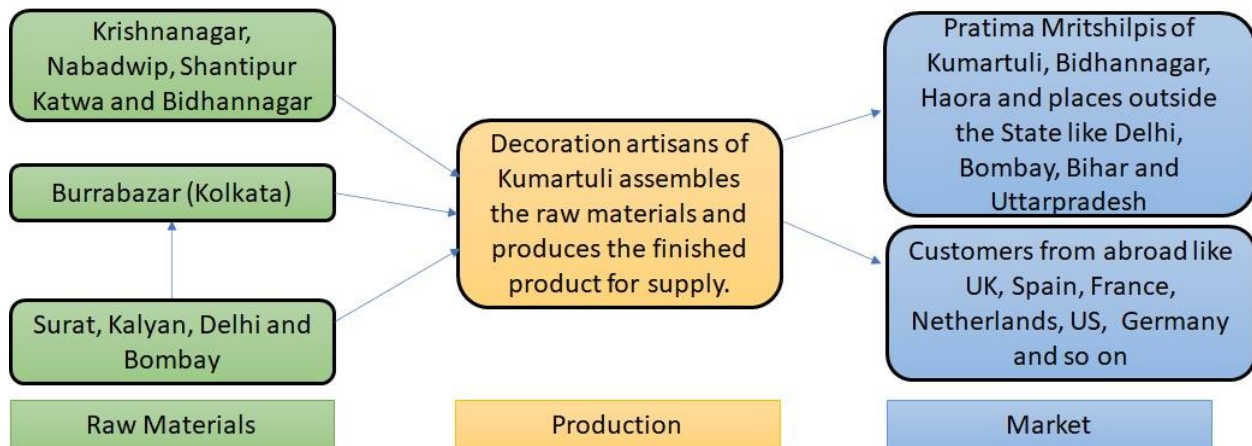 Krishnanagar,
Nabadwip, Shantipur
Katwa and Bidhannagar
Burrabazar (Kolkata)
Surat, Kalyan, Delhi and
Bombay
Raw Materials
Decoration artisans of
Kumartuli assembles
the raw materials and
produces the finished
product for supply.
Production
Pratima Mritshilpis of
Kumartuli, Bidhannagar,
Haora and places outside
the State like Delhi,
Bombay, Bihar and
Uttarpradesh
Customers from abroad like
UK, Spain, France,
Netherlands, US, Germany
and so on
Market